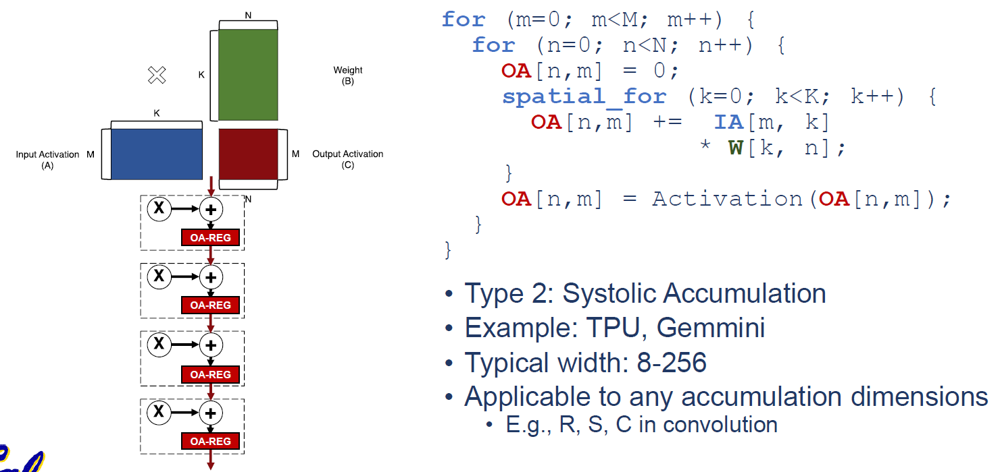 N
K
Weight
(B)
K
Input Activation
(A)
M
M
Output Activation
(C)
N
X
+
OA-REG
X
+
OA-REG
X
+
OA-REG
X
+
OA-REG
for (m=0; m<M; m++) {
for (n=0; n<N; n++) {
OA[n,m] = 0;
spatial_for (k=0; k<K; k++) {
OA[n,m] += IA[m, k]
* W[k, n];
}
OA[n,m] = Activation(OA[n,m]);
}
}
• Type 2: Systolic Accumulation
• Example: TPU, Gemmini
• Typical width: 8-256
• Applicable to any accumulation dimensions
• E.g., R, S, C in convolution